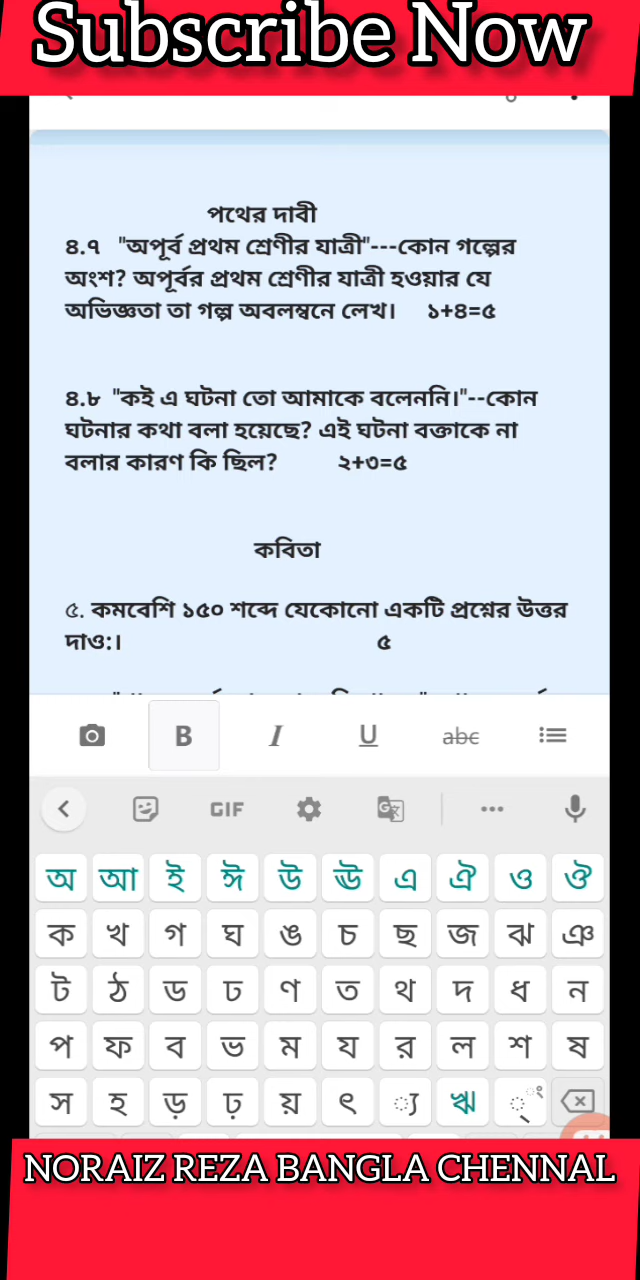 Subscribe Now
পথের দাবী
৪.৭ "অপূর্ব প্রথম শ্রেণীর যাত্রী"---কোন গল্পের
অংশ? অপূর্বর প্রথম শ্রেণীর যাত্রী হওয়ার যে
অভিজ্ঞতা তা গল্প অবলম্বনে লেখ। ১+৪=৫
৪.৮ "কই এ ঘটনা তো আমাকে বলেননি।"--কোন
ঘটনার কথা বলা হয়েছে? এই ঘটনা বক্তাকে না
বলার কারণ কি ছিল? ২+৩=৫
কবিতা
৫. কমবেশি ১৫০ শব্দে যেকোনো একটি প্রশ্নের উত্তর
দাও:। ৫
B I U abc
GIF
অ আ ই ঈ উ ঊ এ ঐ ও ঔ
ক খ গ ঘ ঙ চ ছ জ ঝ ঞ
ট ঠ ড ঢ ণ ত থ দ ধ ন
প ফ ব ভ ম য র ল শ ষ
স হ ড় ঢ় য় ৎ ্য ঋ
NORAIZ REZA BANGLA CHENNAL